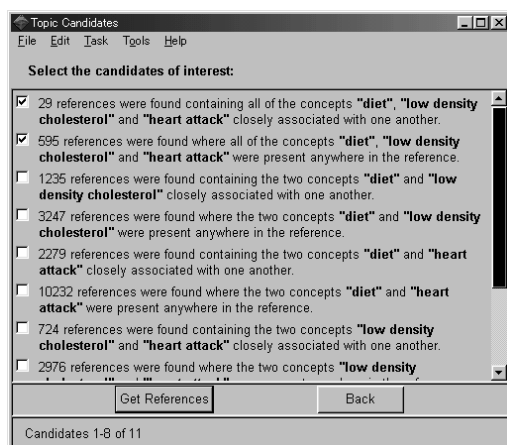 Topic Candidates
File Edit Task Tools Help
Select the candidates of interest:
29 references were found containing all of the concepts "diet", "low density
cholesterol" and "heart attack" closely associated with one another.
595 references were found where all of the concepts "diet", "low density
cholesterol" and "heart attack" were present anywhere in the reference.
1235 references were found containing the two concepts "diet" and "low
density cholesterol" closely associated with one another.
3247 references were found where the two concepts "diet" and "low density
cholesterol" were present anywhere in the reference.
2279 references were found containing the two concepts "diet" and "heart
attack" closely associated with one another.
10232 references were found where the two concepts "diet" and "heart
attack" were present anywhere in the reference.
724 references were found containing the two concepts "low density
cholesterol" and "heart attack" closely associated with one another.
2976 references were found where the two concepts "low density
Get References Back
Candidates 1-8 of 11